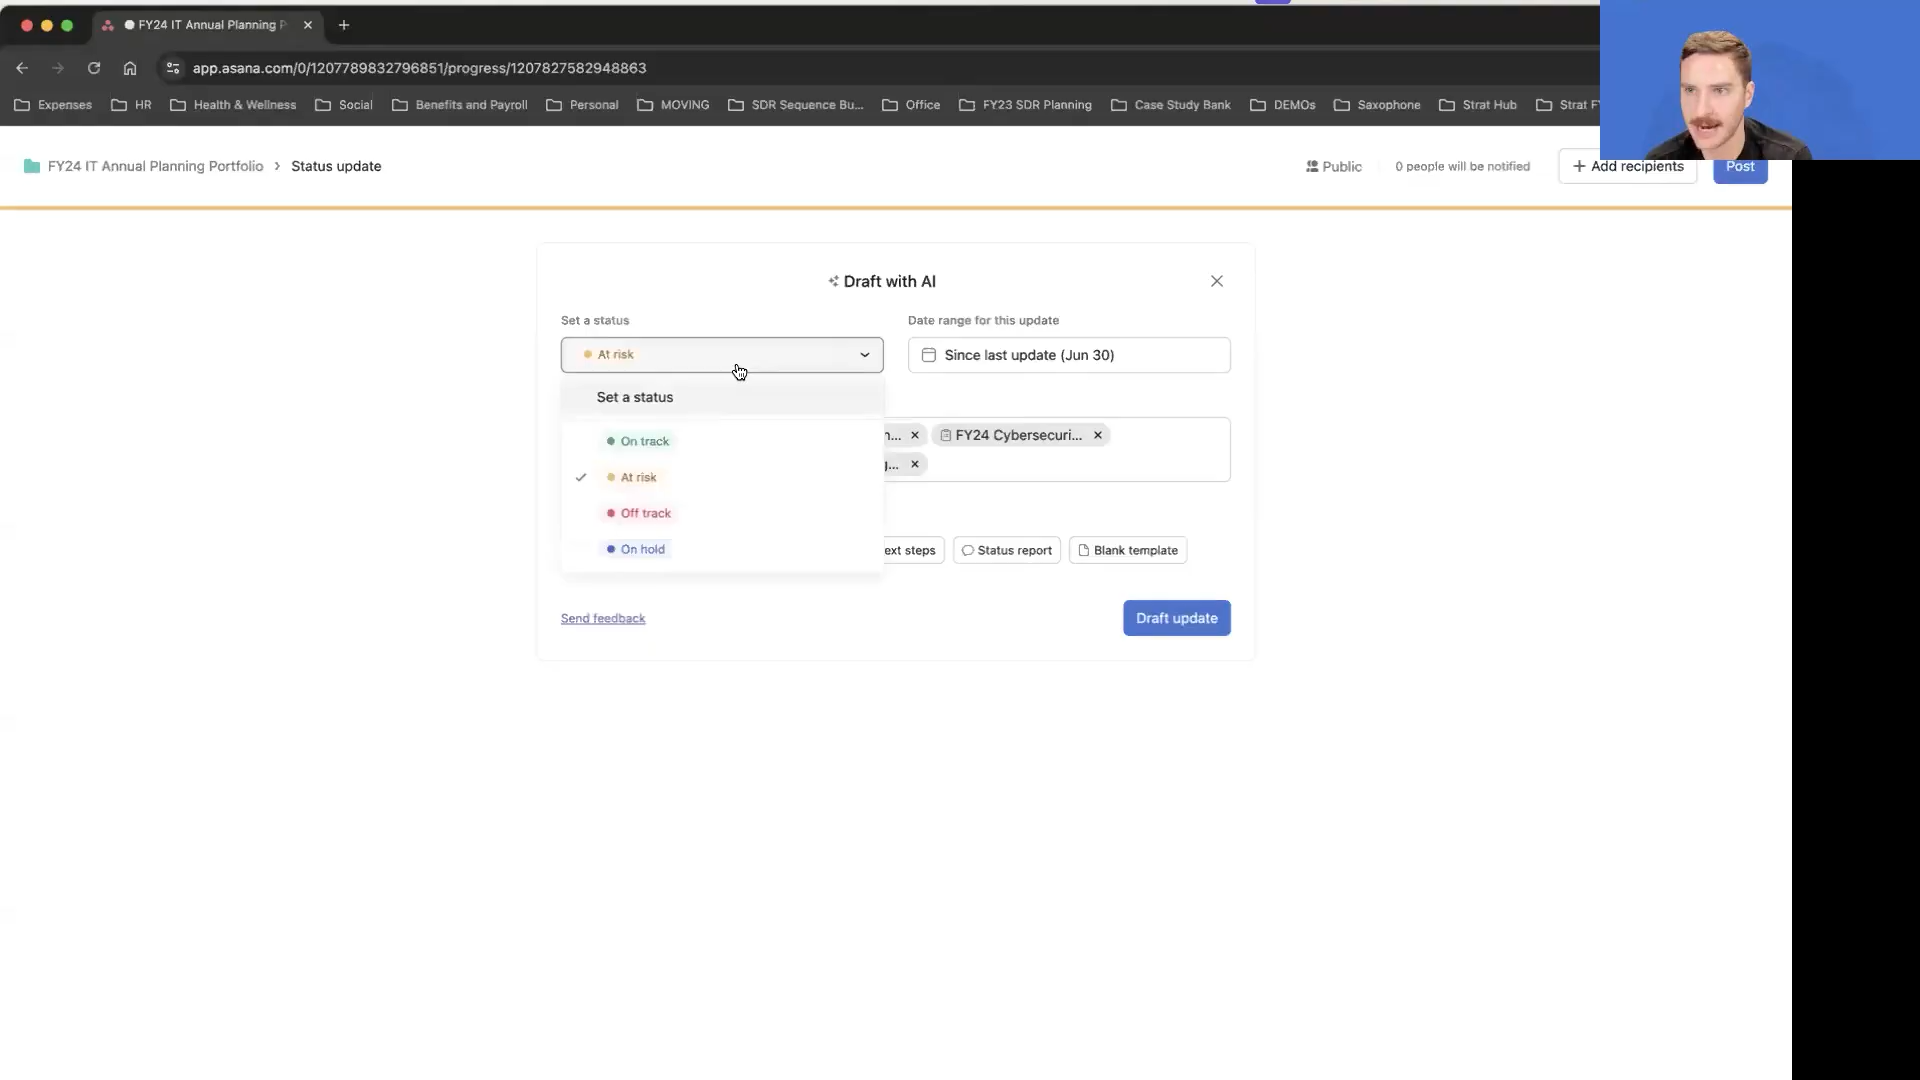 FY24 IT Annual Planning P
app.asana.com/0/1207789832796851/progress/1207827582948863
Expenses HR Health & Wellness Social Benefits and Payroll Personal MOVING SDR Sequence Bu... Office FY23 SDR Planning Case Study Bank DEMOs Saxophone Strat Hub Strat FY
FY24 IT Annual Planning Portfolio > Status update Public 0 people will be notified + Add recipients Post
Draft with AI
Set a status Date range for this update
At risk Since last update (Jun 30)
Set a status
On track n... FY24 Cybersecuri...
At risk
Off track
On hold ext steps Status report Blank template
Send feedback Draft update